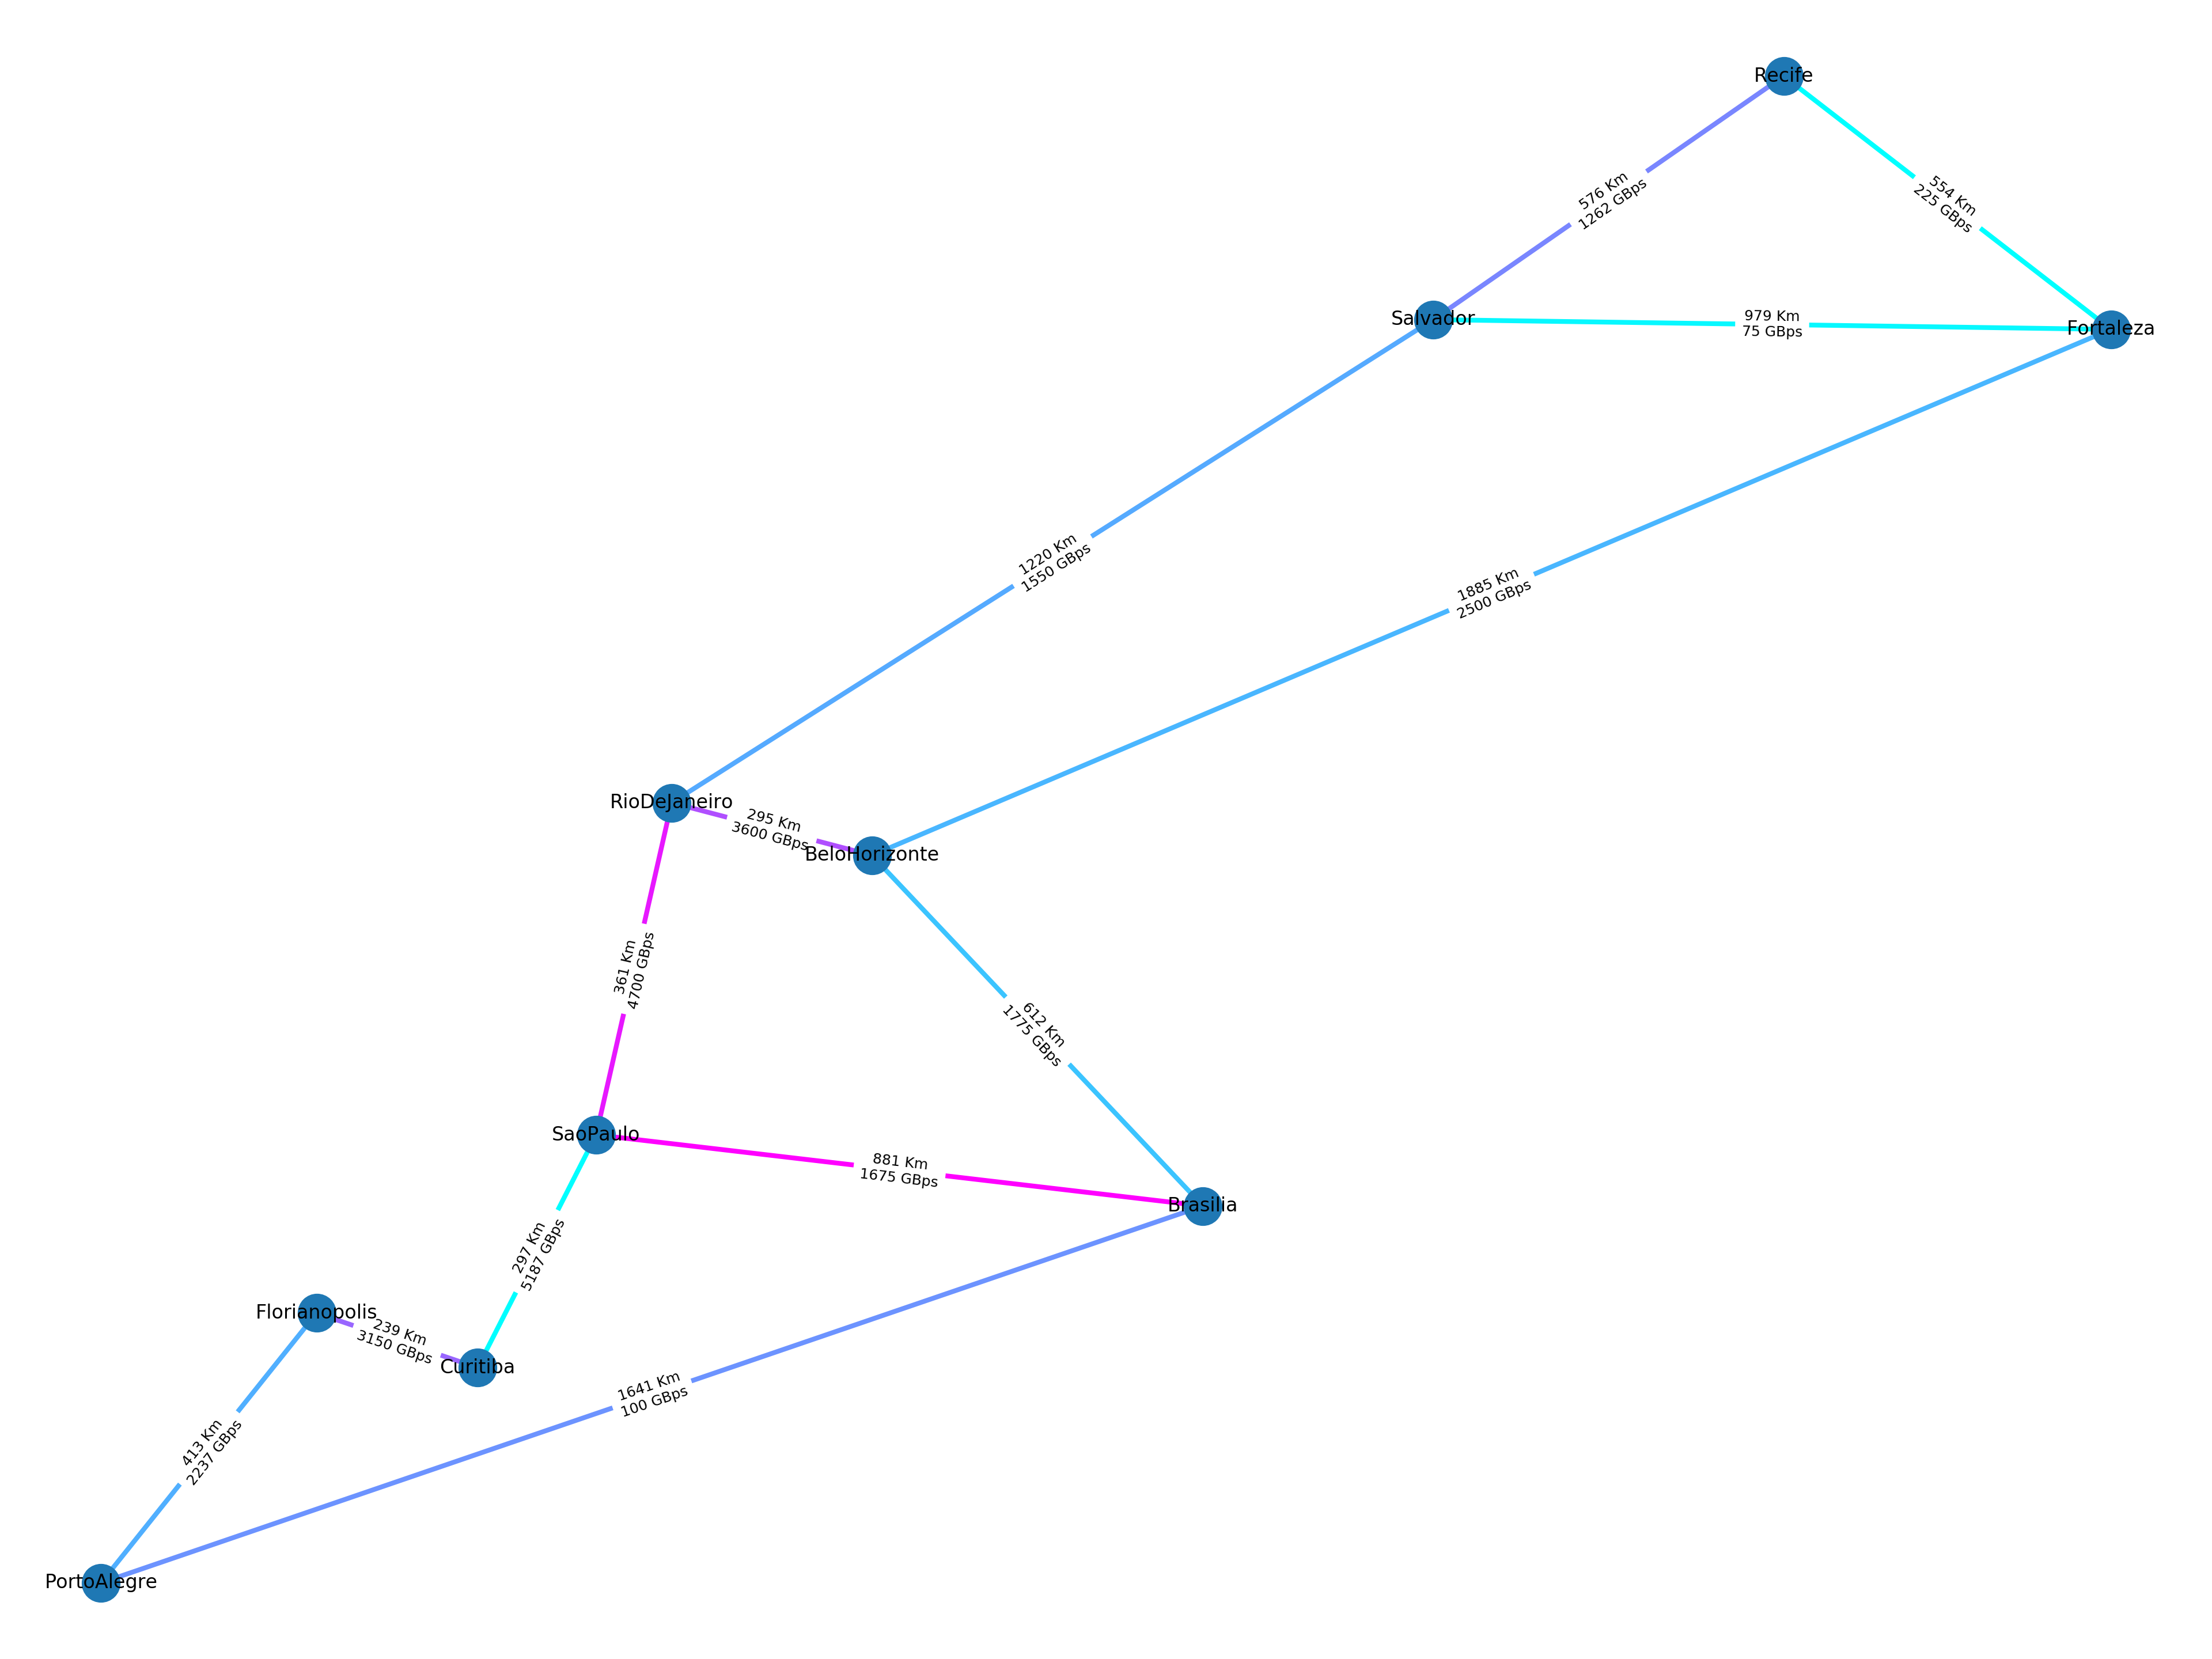 Recife
576 Km
1262 GBps
554 Km
225 GBps
Salvador
979 Km
75 GBps
Fortaleza
1220 Km
1550 GBps
1885 Km
2500 GBps
RioDeJaneiro
295 Km
3600 GBps
BeloHorizonte
361 Km
4700 GBps
612 Km
1775 GBps
SaoPaulo
881 Km
1675 GBps
Brasilia
297 Km
5187 GBps
Florianopolis
239 Km
3150 GBps
Curitiba
1641 Km
100 GBps
413 Km
2237 GBps
PortoAlegre